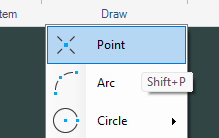 tem
Draw
Point
Arc
Shift+P
Circle